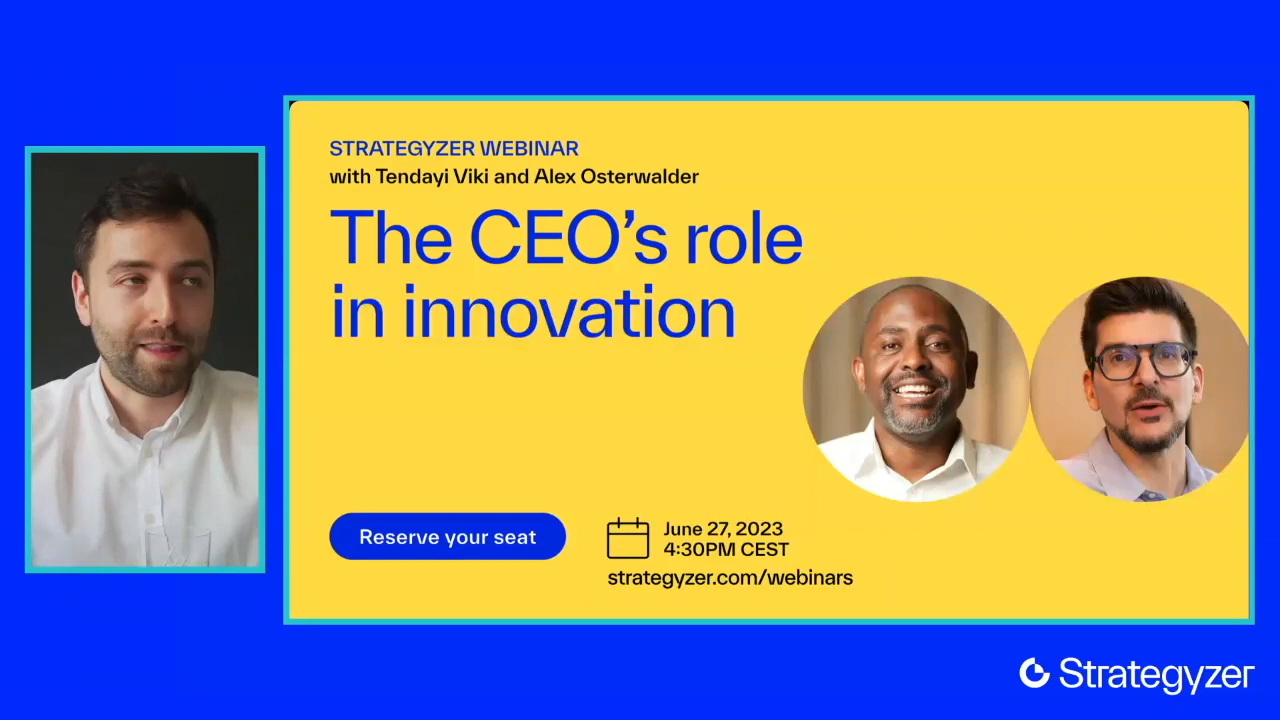 STRATEGYZER WEBINAR
with Tendayi Viki and Alex Osterwalder
The CEO’s role
in innovation
Reserve your seat
June 27, 2023
4:30PM CEST
strategyzer.com/webinars
Strategyzer